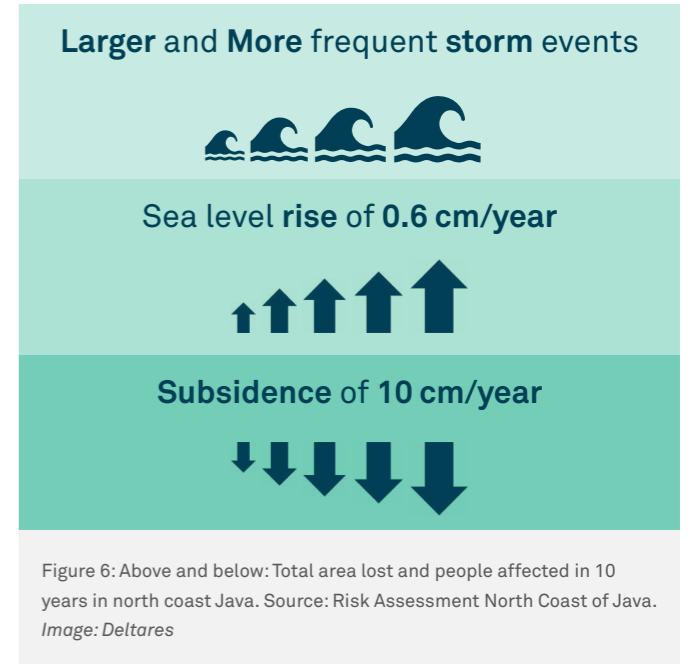 Larger and More frequent storm events
Sea level rise of 0.6 cm/year
Subsidence of 10 cm/year
Figure 6: Above and below: Total area lost and people affected in 10
years in north coast Java. Source: Risk Assessment North Coast of Java.
Image: Deltares